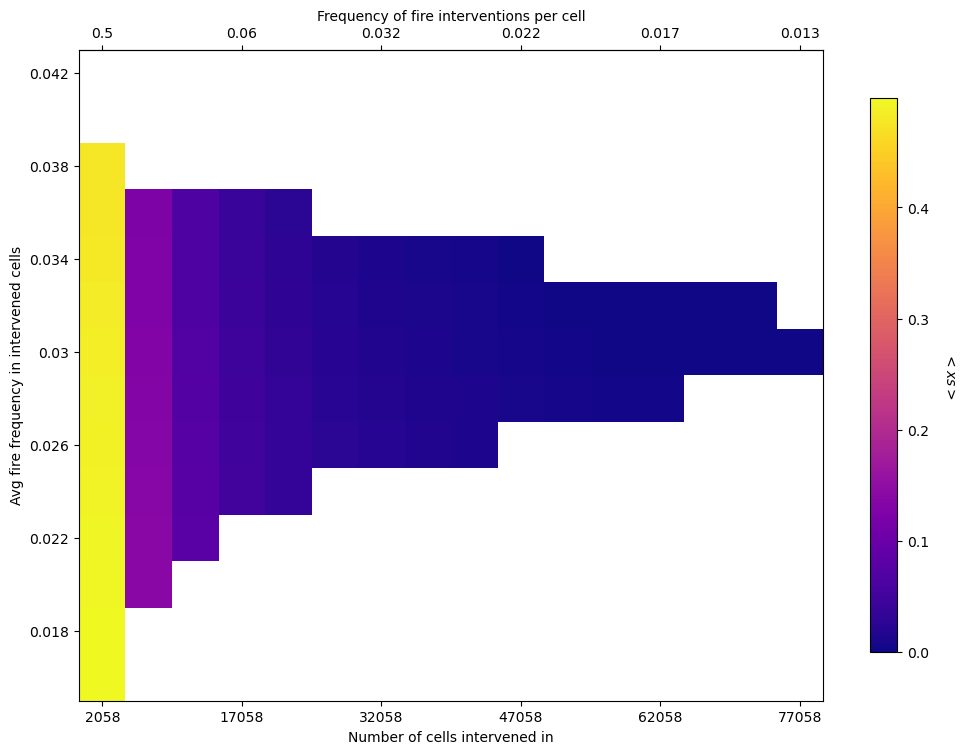 Frequency of fire interventions per cell
0.5 0.06 0.032 0.022 0.017 0.013
0.042
0.038
0.034
0.03
0.026
0.022
0.018
Avg fire frequency in intervened cells
2058 17058 32058 47058 62058 77058
Number of cells intervened in
0.4
0.3
0.2
0.1
0.0
< sx >